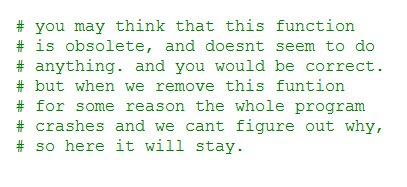 # you may think that this function
# is obsolete, and doesnt seem to do
# anything. and you would be correct.
# but when we remove this funtion
# for some reason the whole program
# crashes and we cant figure out why,
# so here it will stay.